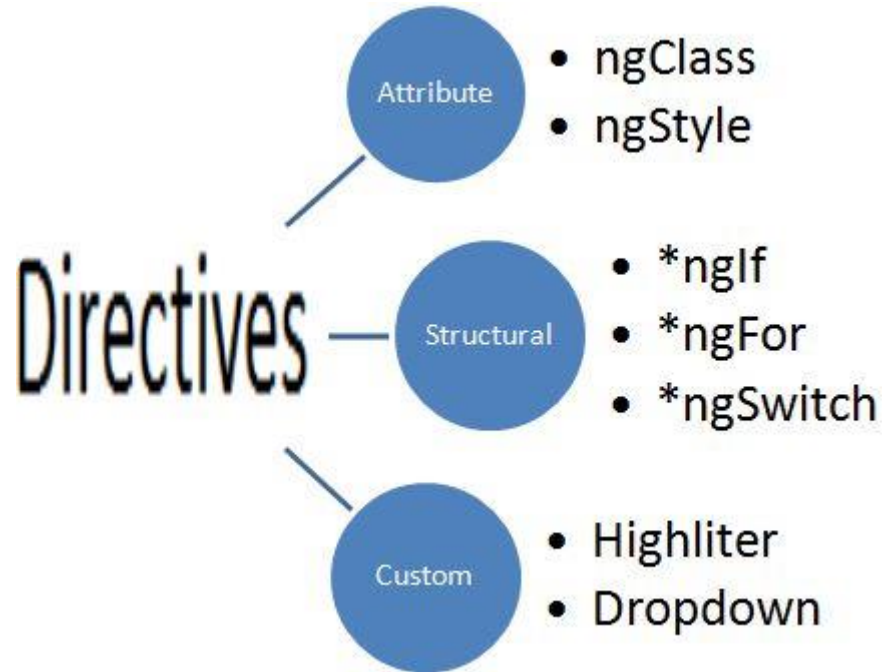 Directives
Attribute
• ngClass
• ngStyle
Structural
• *ngIf
• *ngFor
• *ngSwitch
Custom
• Highliter
• Dropdown